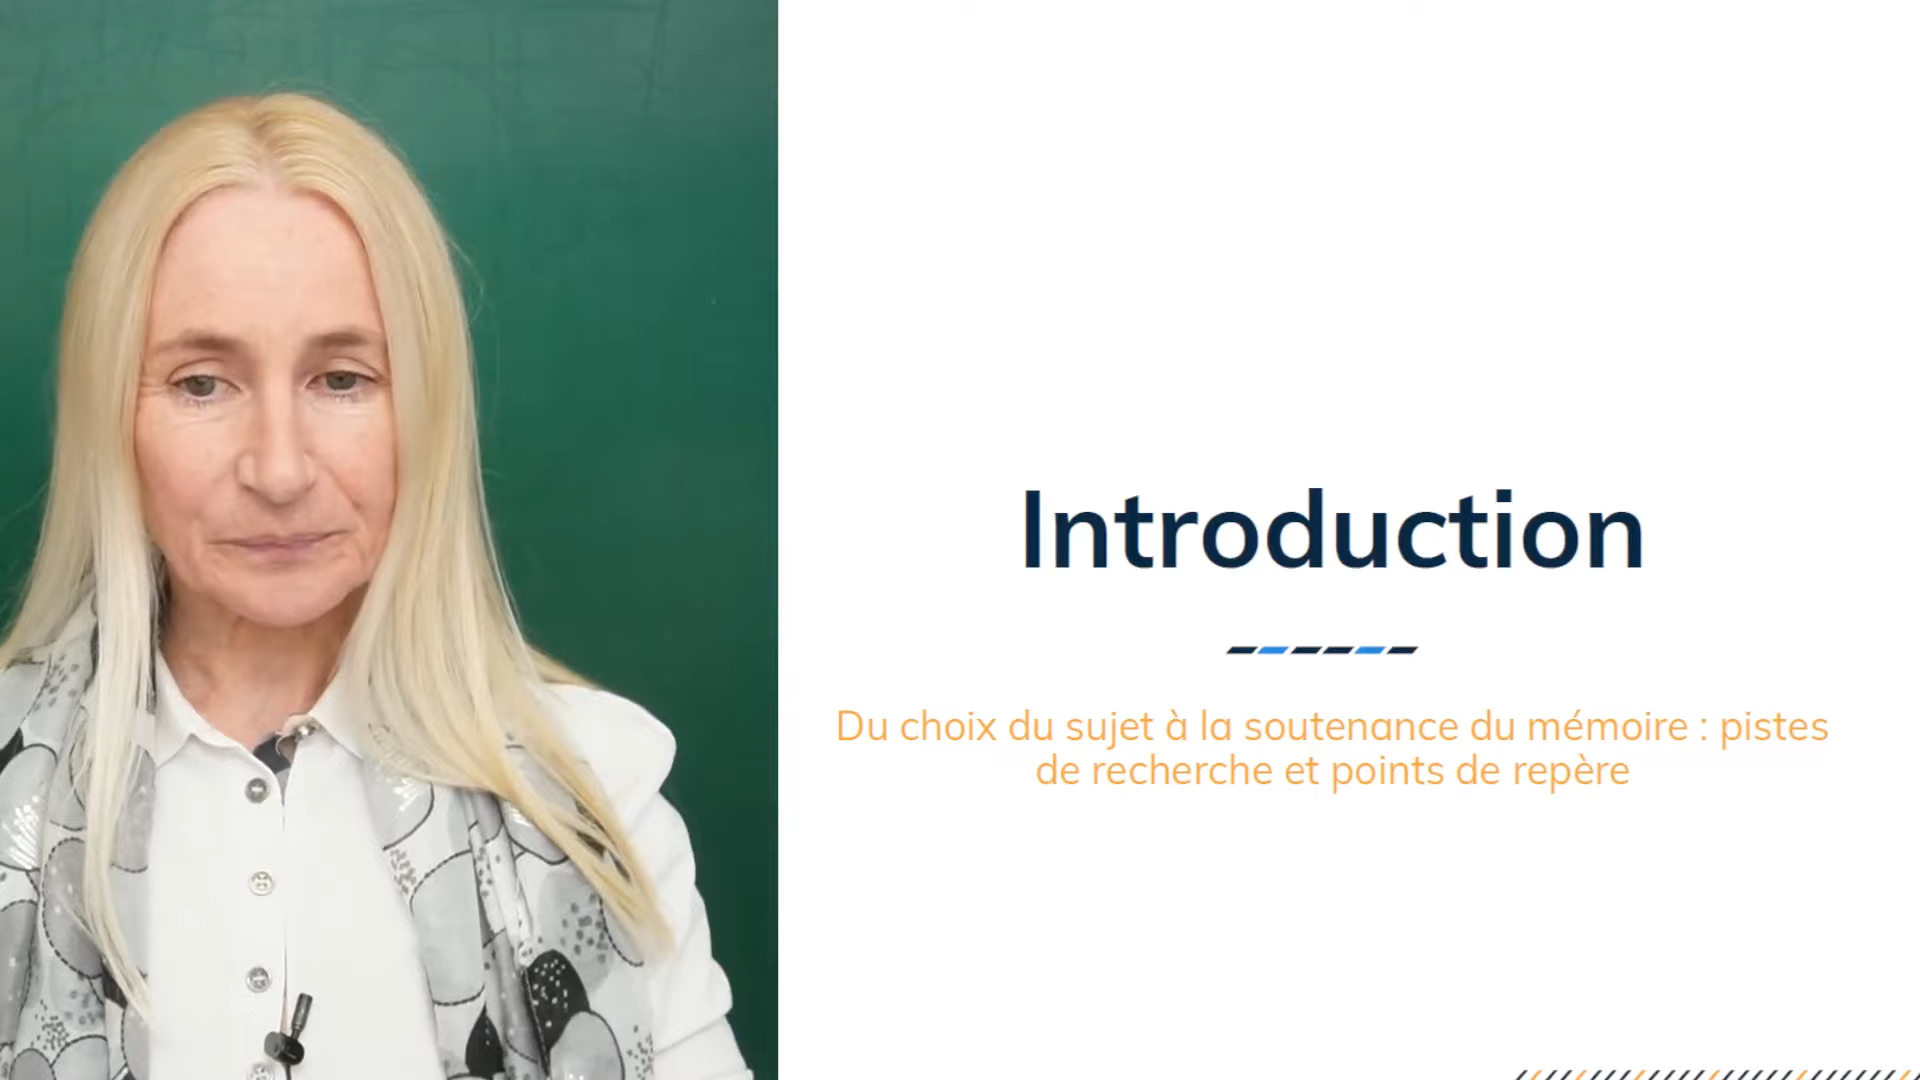 Introduction
Du choix du sujet à la soutenance du mémoire : pistes
de recherche et points de repère